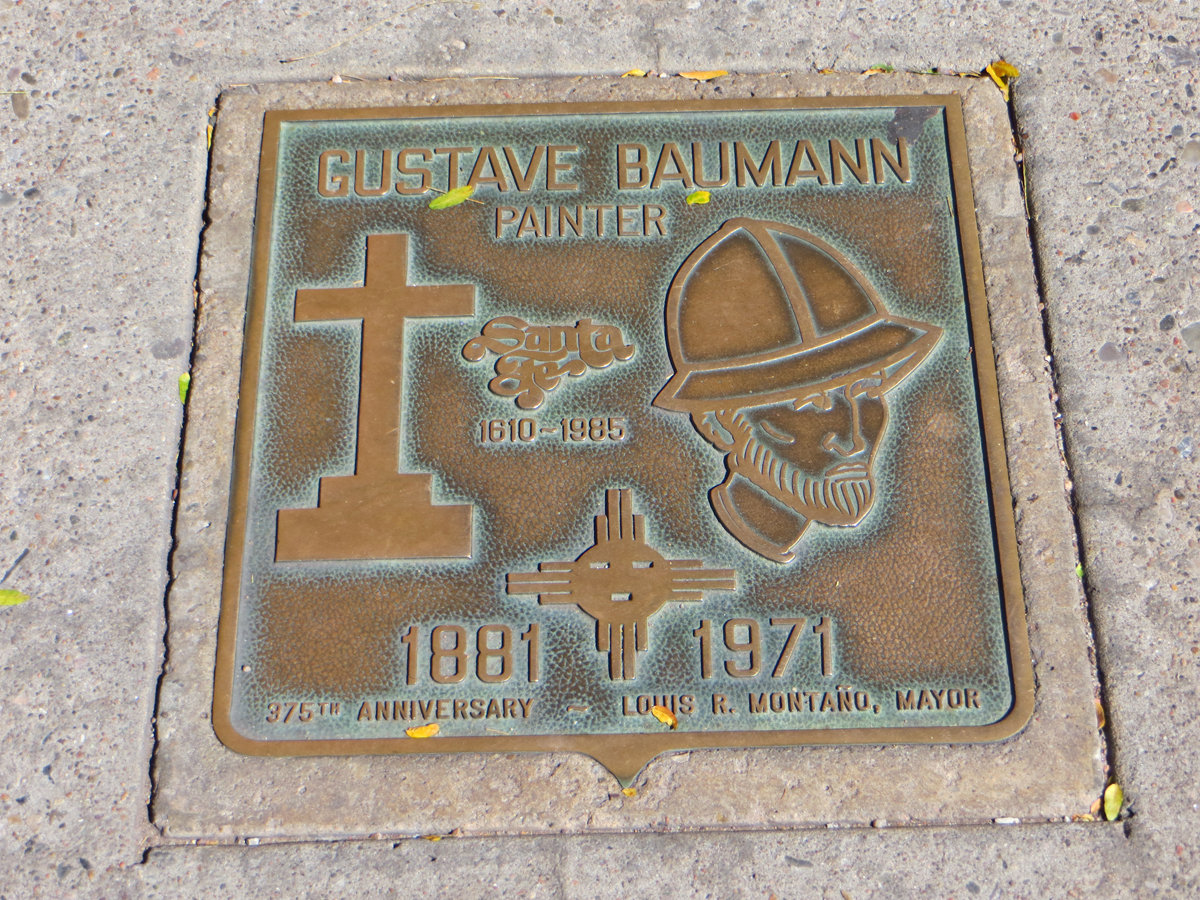 GUSTAVE BAUMANN
PAINTER
Santa
Fe
1610-1985
1881 1971
375TH ANNIVERSARY ~ LOUIS R. MONTAÑO, MAYOR